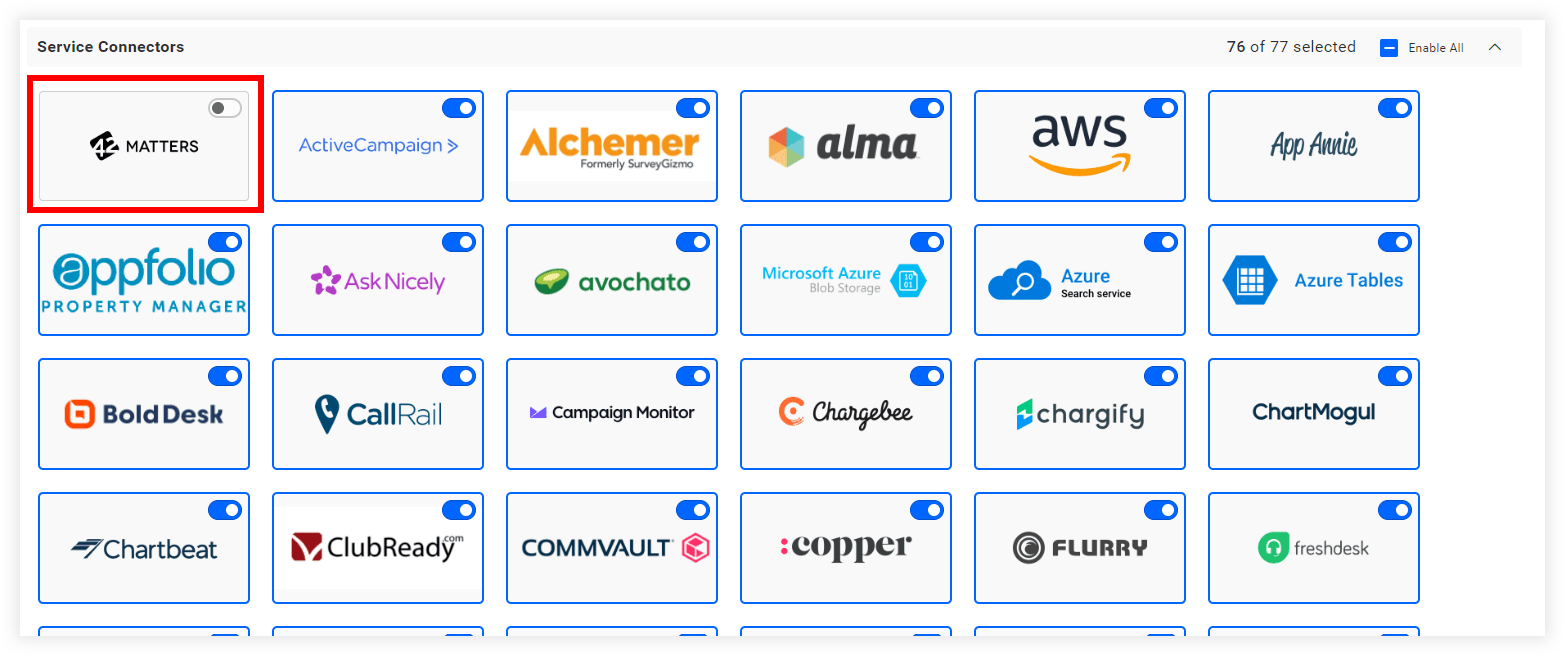 Service Connectors
76 of 77 selected
Enable All
42 MATTERS
ActiveCampaign >
Alchemer
Formerly SurveyGizmo
alma
aws
App Annie
appfolio
PROPERTY MANAGER
AskNicely
avochato
Microsoft Azure
Blob Storage
10
01
Azure
Search service
Azure Tables
BoldDesk
CallRail
Campaign Monitor
Chargebee
chargify
ChartMogul
Chartbeat
ClubReady.com
COMMVAULT
:copper
FLURRY
freshdesk